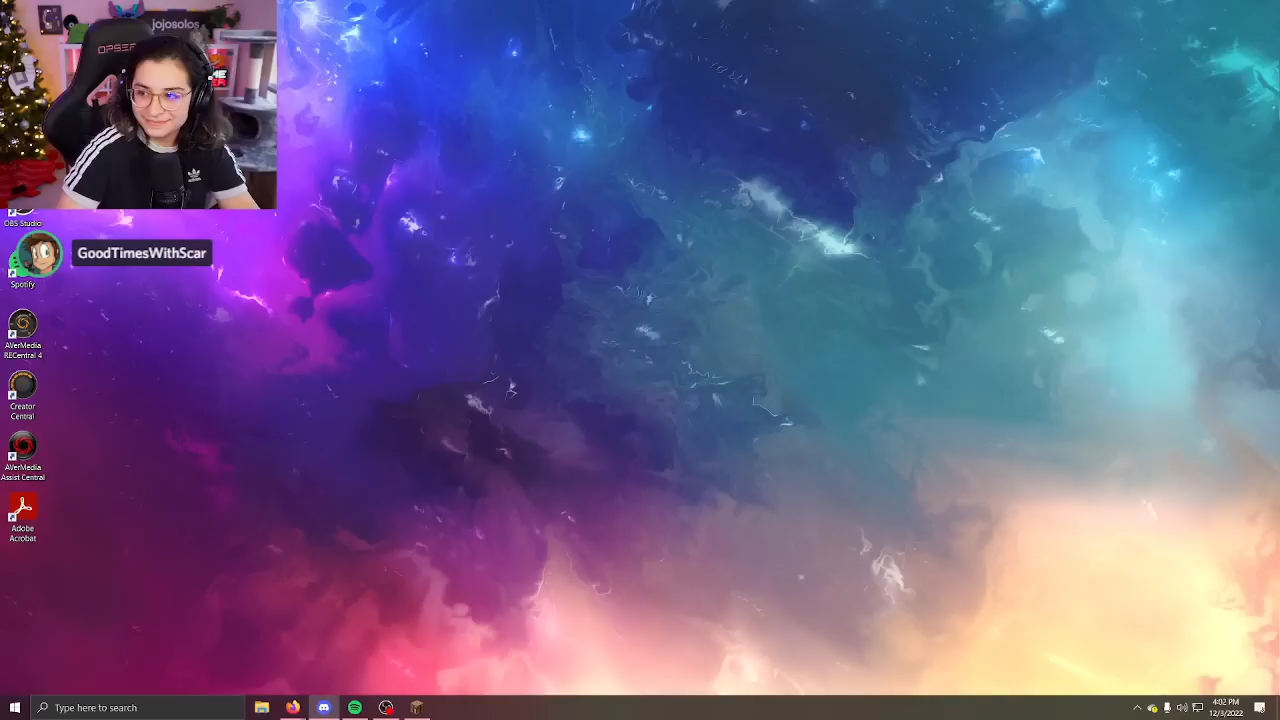 jojosolos
OBS Studio
GoodTimesWithScar
Spotify
AVerMedia
RECentral 4
Creator
Central
AVerMedia
Assist Central
Adobe
Acrobat
Type here to search
4:02 PM
12/3/2022